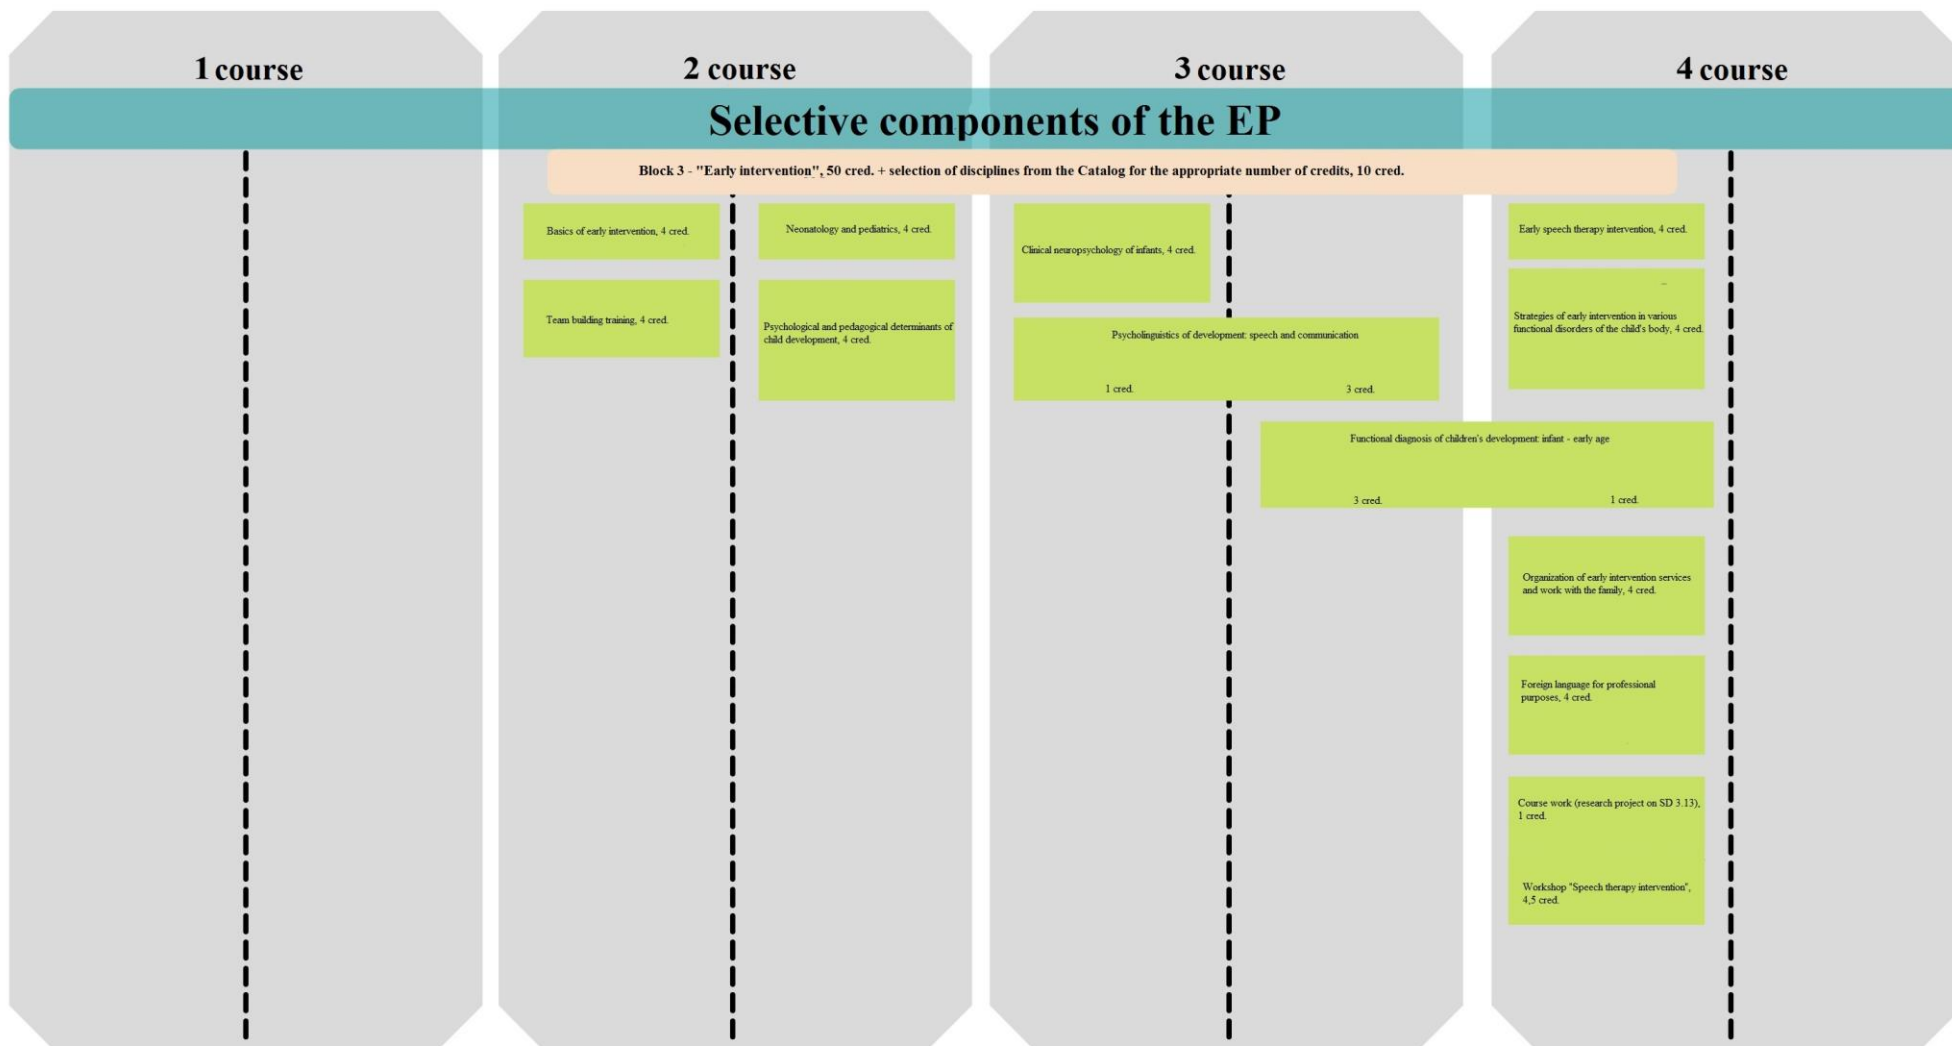 1 course
2 course
3 course
4 course
Selective components of the EP
Block 3 - "Early intervention", 50 cred. + selection of disciplines from the Catalog for the appropriate number of credits, 10 cred.
Basics of early intervention, 4 cred.
Team building training, 4 cred.
Neonatology and pediatrics, 4 cred.
Psychological and pedagogical determinants of
child development, 4 cred.
Clinical neuropsychology of infants, 4 cred.
Psycholinguistics of development: speech and communication
1 cred.
3 cred.
Functional diagnosis of children's development: infant - early age
3 cred.
1 cred.
Early speech therapy intervention, 4 cred.
Strategies of early intervention in various
functional disorders of the child's body, 4 cred.
Organization of early intervention services
and work with the family, 4 cred.
Foreign language for professional
purposes, 4 cred.
Course work (research project on SD 3.13),
1 cred.
Workshop "Speech therapy intervention",
4,5 cred.